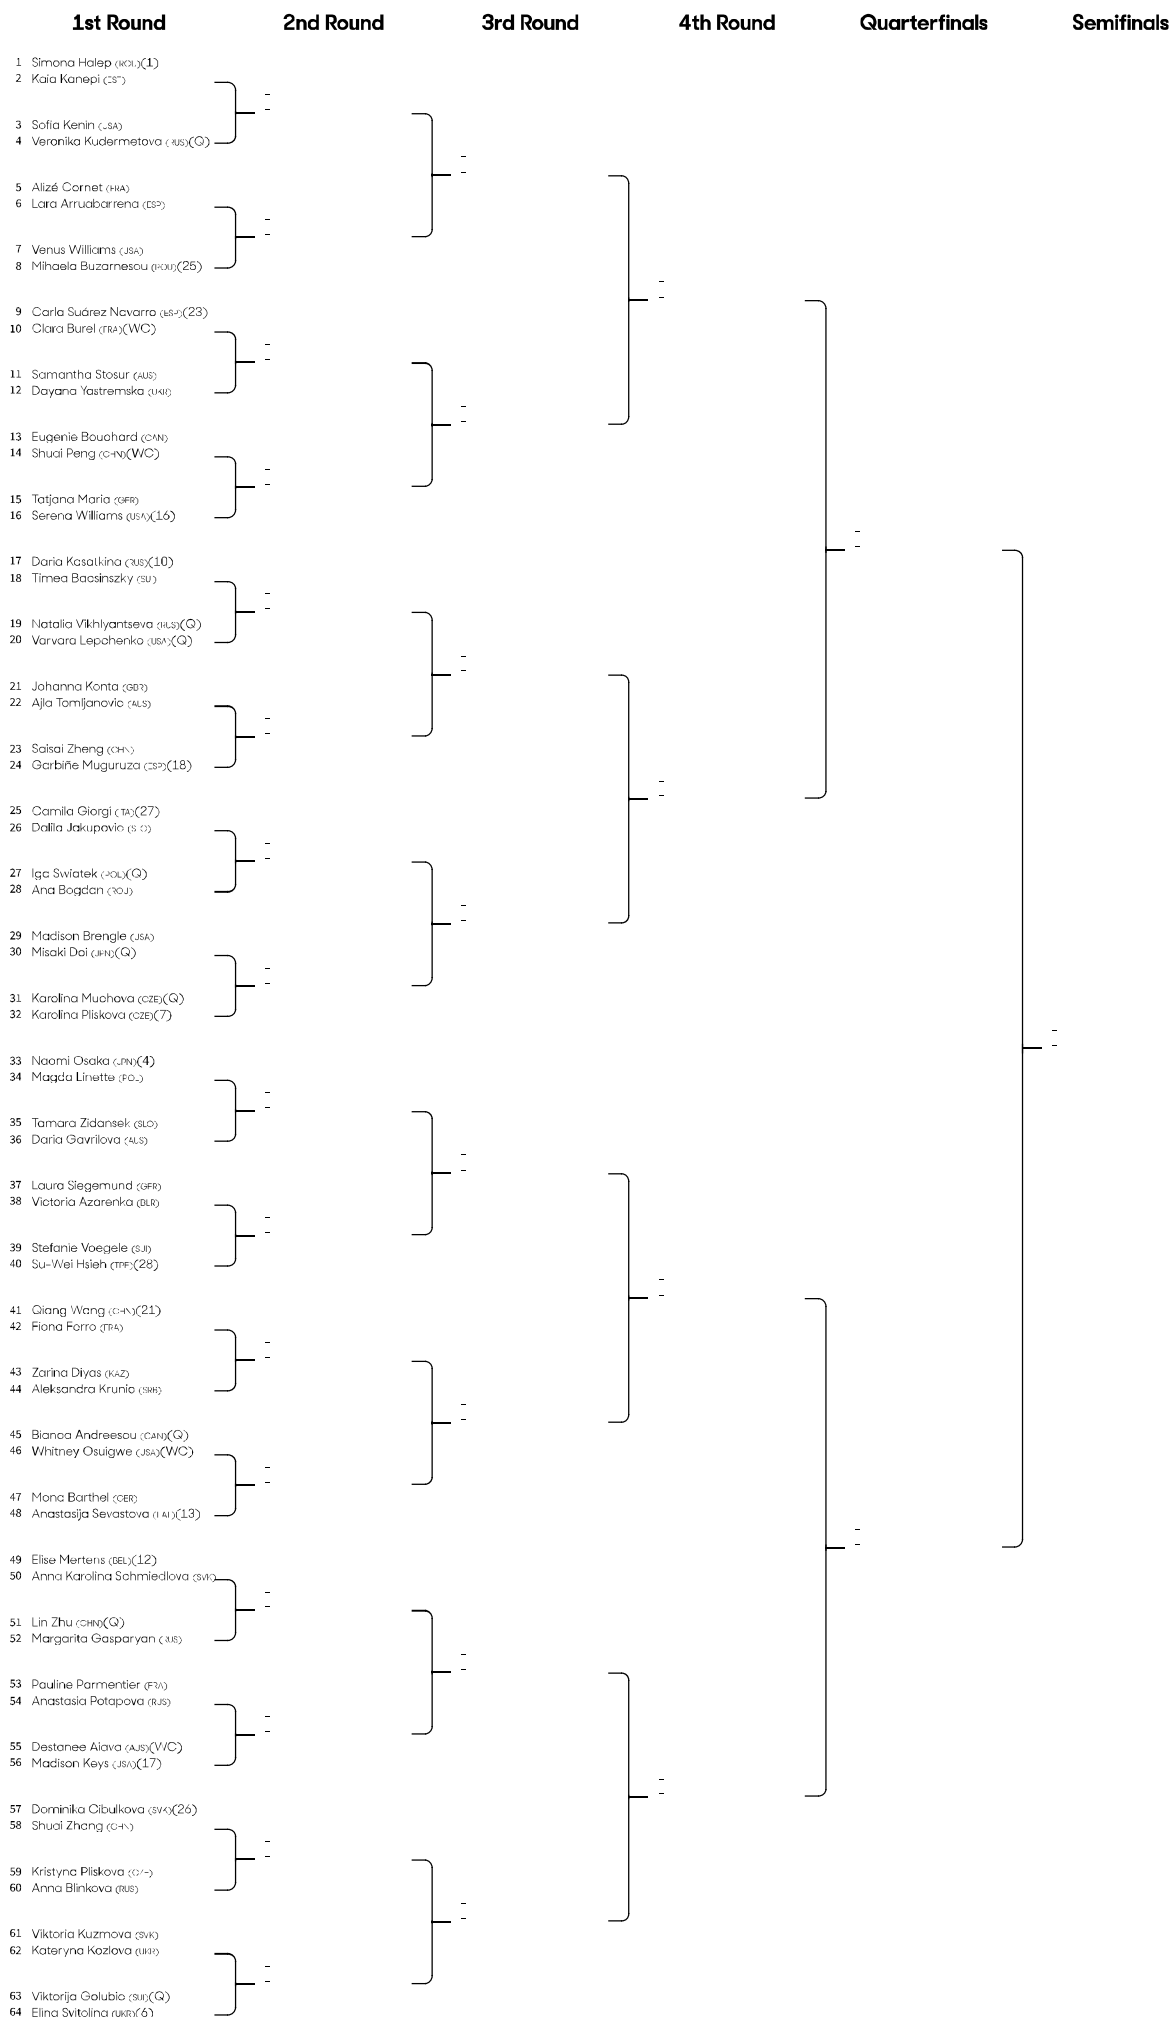 1st Round 2nd Round 3rd Round 4th Round Quarterfinals Semifinals
1 Simona Halep (ROU)(1)
2 Kaia Kanepi (EST)
3 Sofia Kenin (USA)
4 Veronika Kudermetova (RUS)(Q)
5 Alizé Cornet (FRA)
6 Lara Arruabarrena (ESP)
7 Venus Williams (USA)
8 Mihaela Buzarnescu (ROU)(25)
9 Carla Suárez Navarro (ESP)(23)
10 Clara Burel (FRA)(WC)
11 Samantha Stosur (AUS)
12 Dayana Yastremska (UKR)
13 Eugenie Bouchard (CAN)
14 Shuai Peng (CHN)(WC)
15 Tatjana Maria (GER)
16 Serena Williams (USA)(16)
17 Daria Kasatkina (RUS)(10)
18 Timea Bacsinszky (SUI)
19 Natalia Vikhlyantseva (RUS)(Q)
20 Varvara Lepchenko (USA)(Q)
21 Johanna Konta (GBR)
22 Ajla Tomljanovic (AUS)
23 Saisai Zheng (CHN)
24 Garbiñe Muguruza (ESP)(18)
25 Camila Giorgi (ITA)(27)
26 Dalila Jakupovic (SLO)
27 Iga Swiatek (POL)(Q)
28 Ana Bogdan (ROU)
29 Madison Brengle (USA)
30 Misaki Doi (JPN)(Q)
31 Karolina Muchova (CZE)(Q)
32 Karolina Pliskova (CZE)(7)
33 Naomi Osaka (JPN)(4)
34 Magda Linette (POL)
35 Tamara Zidansek (SLO)
36 Daria Gavrilova (AUS)
37 Laura Siegemund (GER)
38 Victoria Azarenka (BLR)
39 Stefanie Voegele (SUI)
40 Su-Wei Hsieh (TPE)(28)
41 Qiang Wang (CHN)(21)
42 Fiona Ferro (FRA)
43 Zarina Diyas (KAZ)
44 Aleksandra Krunic (SRB)
45 Bianca Andreescu (CAN)(Q)
46 Whitney Osuigwe (USA)(WC)
47 Mona Barthel (GER)
48 Anastasija Sevastova (LAT)(13)
49 Elise Mertens (BEL)(12)
50 Anna Karolina Schmiedlova (SVK)
51 Lin Zhu (CHN)(Q)
52 Margarita Gasparyan (RUS)
53 Pauline Parmentier (FRA)
54 Anastasia Potapova (RUS)
55 Destanee Aiava (AUS)(WC)
56 Madison Keys (USA)(17)
57 Dominika Cibulkova (SVK)(26)
58 Shuai Zhang (CHN)
59 Kristyna Pliskova (CZE)
60 Anna Blinkova (RUS)
61 Viktoria Kuzmova (SVK)
62 Kateryna Kozlova (UKR)
63 Viktorija Golubic (SUI)(Q)
64 Elina Svitolina (UKR)(6)